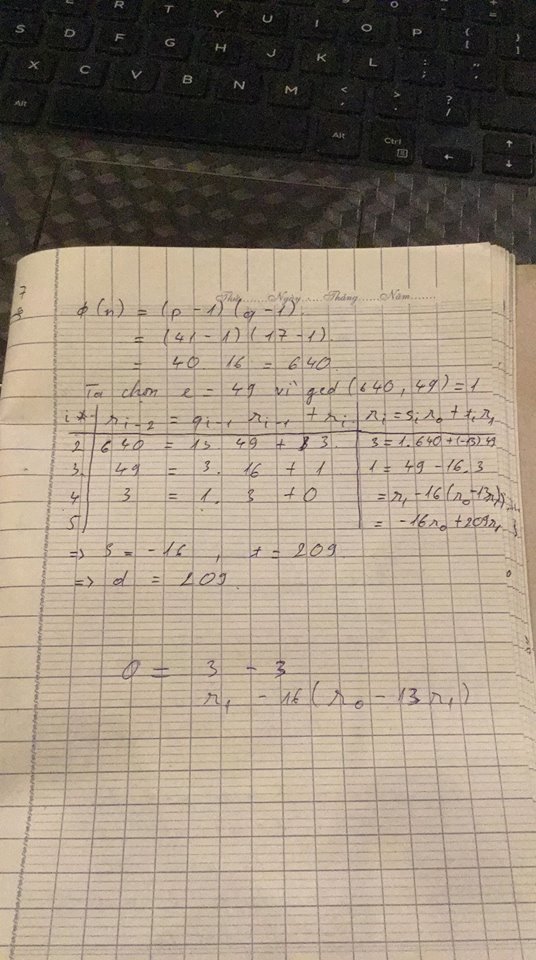 R T Y U I O P { [ } ]
S D F G H J K L : ; " '
X C V B N M < , > . ? /
Alt Alt Ctrl
7
8
Thứ Ngày Tháng Năm
φ(n) = (p-1)(q-1)
= (41-1)(17-1)
= 40 . 16 = 640
Ta chọn e = 49 vì gcd(640, 49) = 1
i | r_{i-2} = q_{i-1} r_{i-1} + r_i | r_i = s_i r_0 + t_i r_1
2 | 640 = 13 49 + 3 | 3 = 1.640 + (-13) 49
3 | 49 = 3. 16 + 1 | 1 = 49 - 16.3
4 | 3 = 1. 3 + 0 | = r_1 - 16(r_0 - 13r_1)
5 | | = -16r_0 + 209r_1
=> S = -16 , t = 209
=> d = 209
0 = 3 - 3
r_1 - 16(r_0 - 13r_1)